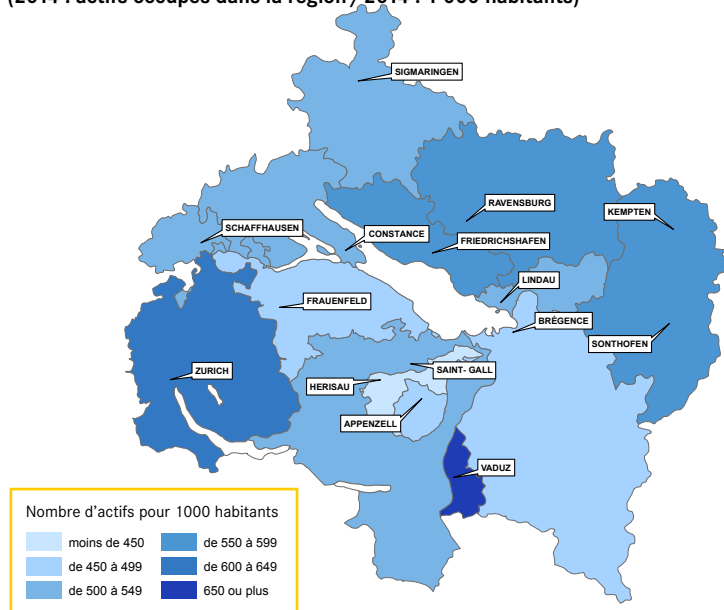 (2014 : actifs occupés dans la région / 2014 : 1 000 habitants)
SIGMARINGEN
RAVENSBURG
KEMPTEN
SCHAFFHAUSEN
CONSTANCE
FRIEDRICHSHAFEN
LINDAU
FRAUENFELD
BRÉGENCE
SONTHOFEN
ZURICH
SAINT- GALL
HERISAU
APPENZELL
VADUZ
Nombre d'actifs pour 1000 habitants
moins de 450
de 550 à 599
de 450 à 499
de 600 à 649
de 500 à 549
650 ou plus